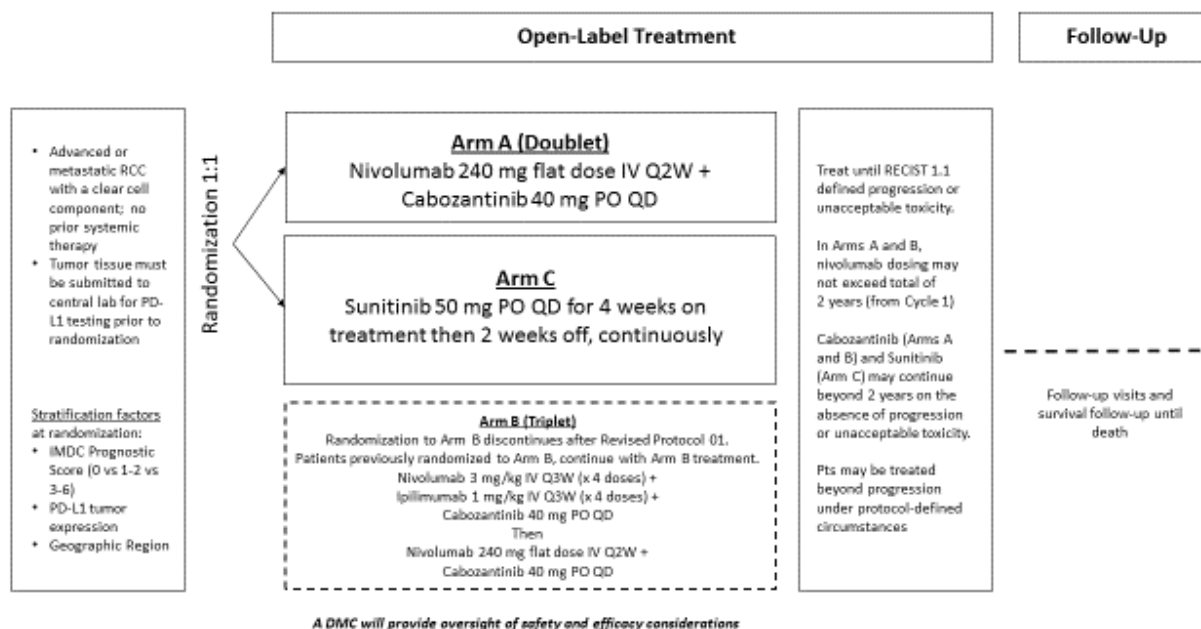 Open-Label Treatment
Follow-Up
• Advanced or
metastatic RCC
with a clear cell
component; no
prior systemic
therapy
• Tumor tissue must
be submitted to
central lab for PD-
L1 testing prior to
randomization
Stratification factors
at randomization:
• IMDC Prognostic
Score (0 vs 1-2 vs
3-6)
• PD-L1 tumor
expression
• Geographic Region
Randomization 1:1
Arm A (Doublet)
Nivolumab 240 mg flat dose IV Q2W +
Cabozantinib 40 mg PO QD
Arm C
Sunitinib 50 mg PO QD for 4 weeks on
treatment then 2 weeks off, continuously
Arm B (Triplet)
Randomization to Arm B discontinues after Revised Protocol 01.
Patients previously randomized to Arm B, continue with Arm B treatment.
Nivolumab 3 mg/kg IV Q3W (x 4 doses) +
Ipilimumab 1 mg/kg IV Q3W (x 4 doses) +
Cabozantinib 40 mg PO QD
Then
Nivolumab 240 mg flat dose IV Q2W +
Cabozantinib 40 mg PO QD
Treat until RECIST 1.1
defined progression or
unacceptable toxicity.
In Arms A and B,
nivolumab dosing may
not exceed total of
2 years (from Cycle 1)
Cabozantinib (Arms A
and B) and Sunitinib
(Arm C) may continue
beyond 2 years on the
absence of progression
or unacceptable toxicity.
Pts may be treated
beyond progression
under protocol-defined
circumstances
Follow-up visits and
survival follow-up until
death
A DMC will provide oversight of safety and efficacy considerations